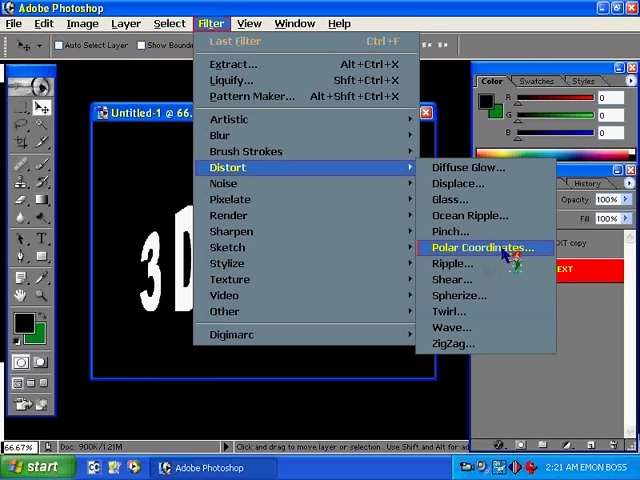 Adobe Photoshop
File Edit Image Layer Select Filter View Window Help
Auto Select Layer Show Bound
Last Filter Ctrl+F
Extract... Alt+Ctrl+X
Liquify... Shft+Ctrl+X
Pattern Maker... Alt+Shft+Ctrl+X
Artistic
Blur
Brush Strokes
Distort
Noise
Pixelate
Render
Sharpen
Sketch
Stylize
Texture
Video
Other
Digimarc
Diffuse Glow...
Displace...
Glass...
Ocean Ripple...
Pinch...
Polar Coordinates...
Ripple...
Shear...
Spherize...
Twirl...
Wave...
ZigZag...
Untitled-1 @ 66.
3 D
Color Swatches Styles
R 0
G 0
B 0
History
Opacity: 100%
Fill: 100%
XT copy
EXT
66.67% Doc: 900K/1.21M Click and drag to move layer or selection. Use Shift and Alt for ad
start Adobe Photoshop 2:21 AM EMON BOSS